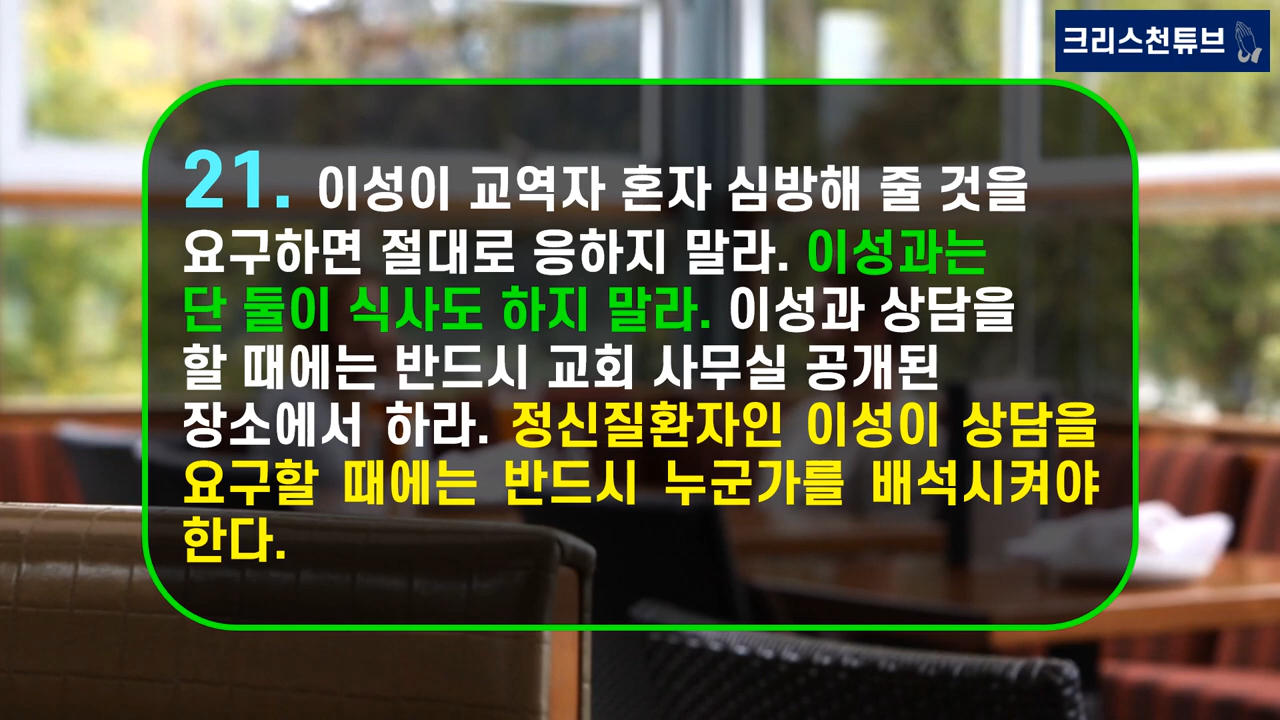 크리스천튜브
21. 이성이 교역자 혼자 심방해 줄 것을
요구하면 절대로 응하지 말라. 이성과는
단 둘이 식사도 하지 말라. 이성과 상담을
할 때에는 반드시 교회 사무실 공개된
장소에서 하라. 정신질환자인 이성이 상담을
요구할 때에는 반드시 누군가를 배석시켜야
한다.